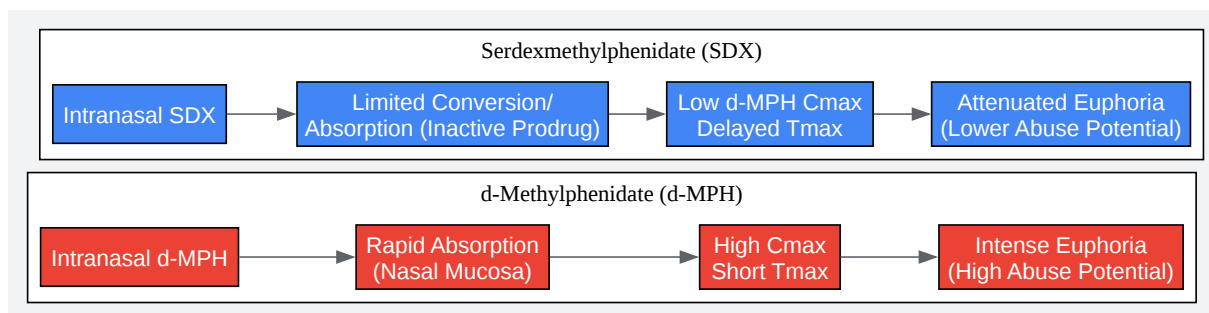 Serdexmethylphenidate (SDX)
Intranasal SDX
Limited Conversion/
Absorption (Inactive Prodrug)
Low d-MPH Cmax
Delayed Tmax
Attenuated Euphoria
(Lower Abuse Potential)
d-Methylphenidate (d-MPH)
Intranasal d-MPH
Rapid Absorption
(Nasal Mucosa)
High Cmax
Short Tmax
Intense Euphoria
(High Abuse Potential)